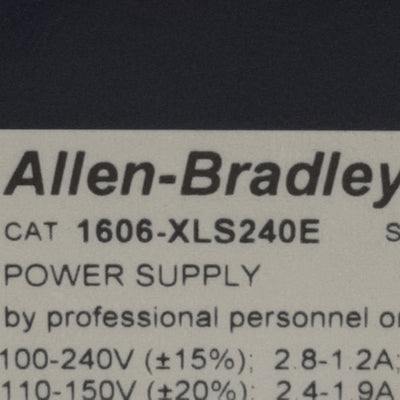 Allen-Bradley
CAT 1606-XLS240E S
POWER SUPPLY
by professional personnel or
100-240V (±15%); 2.8-1.2A;
110-150V (±20%); 2.4-1.9A